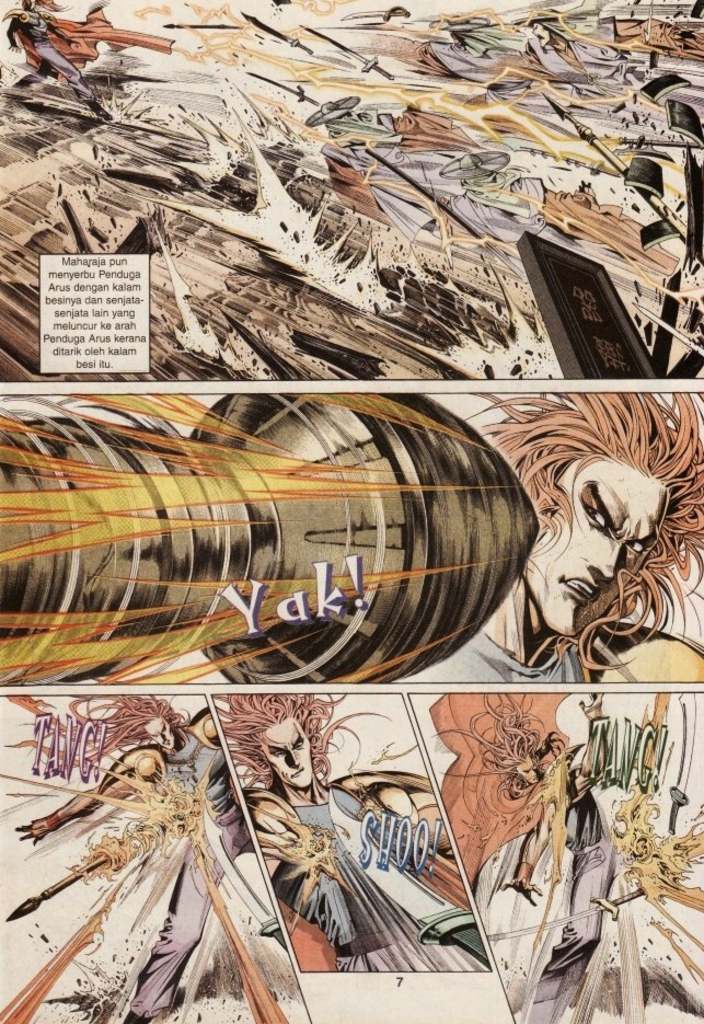 Maharaja pun
menyerbu Penduga
Arus dengan kalam
besinya dan senjata-
senjata lain yang
meluncur ke arah
Penduga Arus kerana
ditarik oleh kalam
besi itu.
Yak!
TANG!
SHOO!
TANG!
7